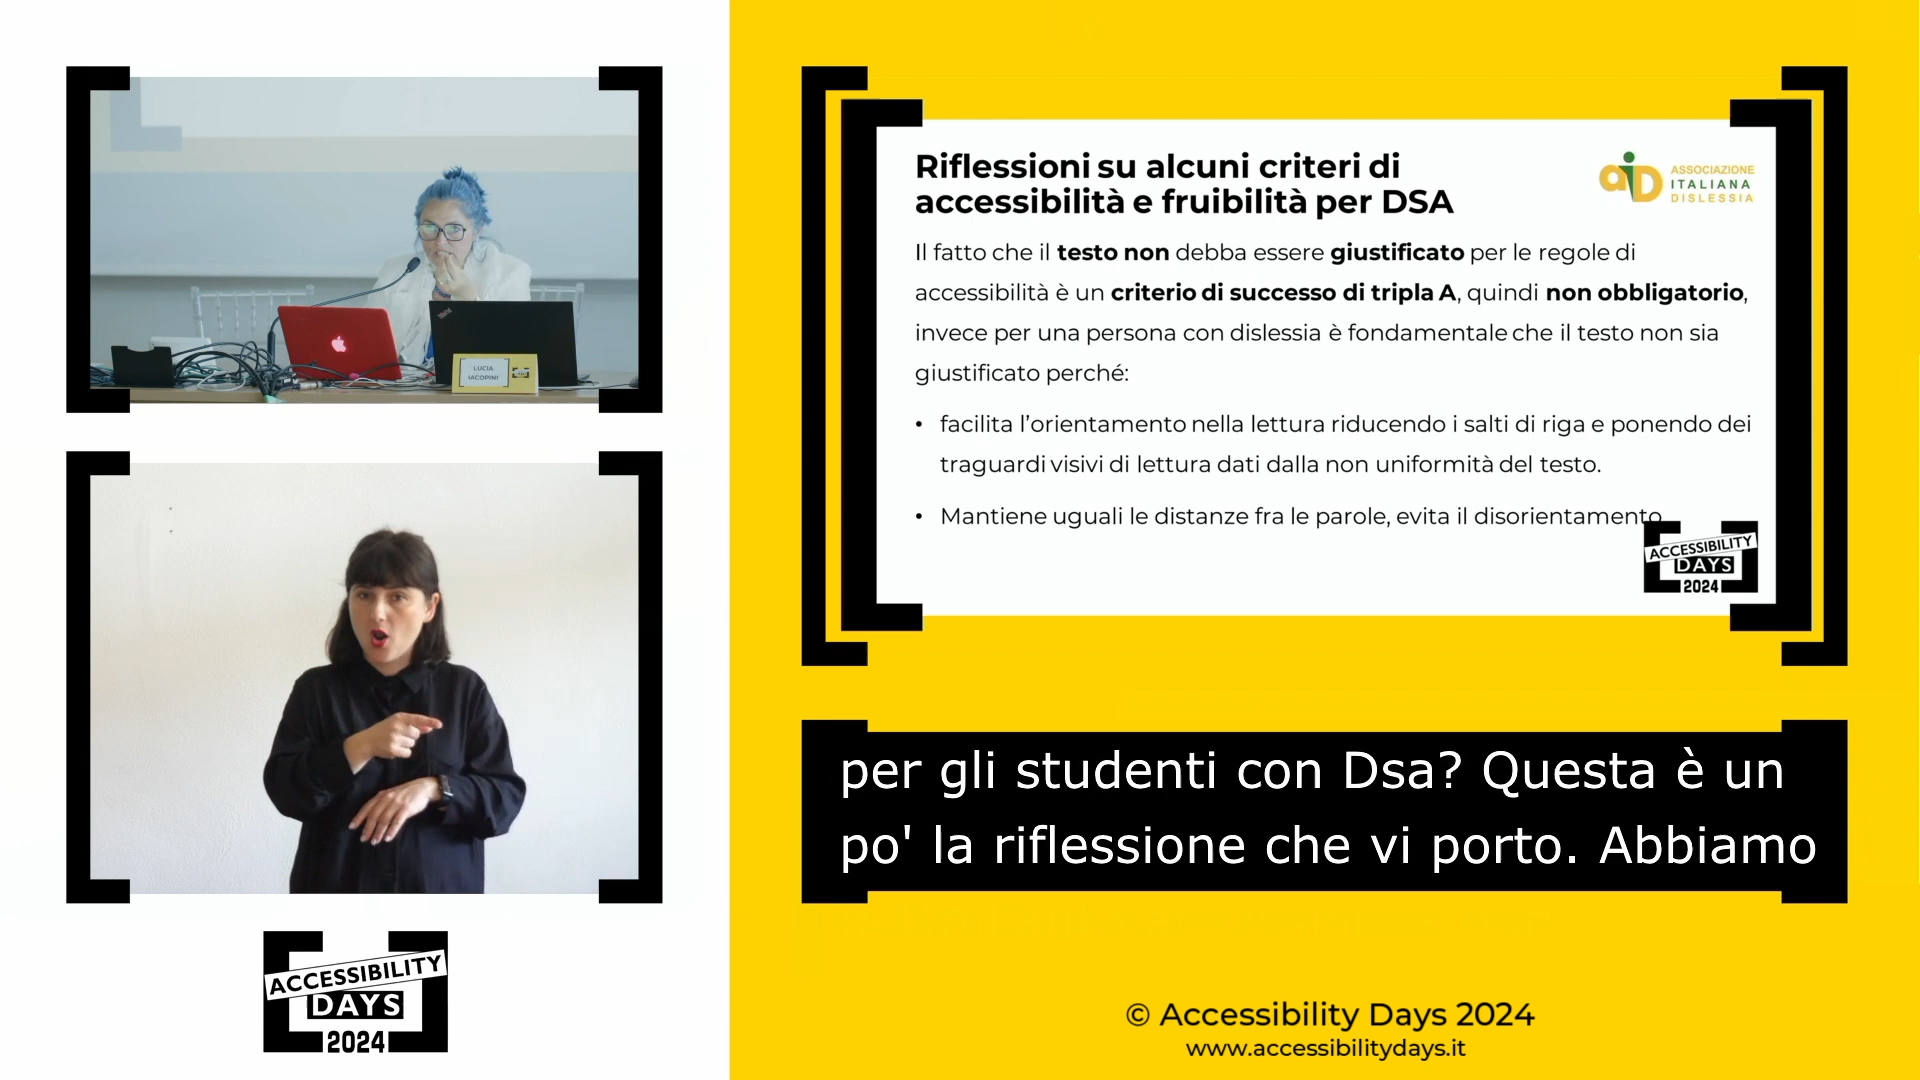 LUCIA
IACOPINI
ACCESSIBILITY
DAYS
2024
Riflessioni su alcuni criteri di
accessibilità e fruibilità per DSA
aiD ASSOCIAZIONE
ITALIANA
DISLESSIA
Il fatto che il testo non debba essere giustificato per le regole di
accessibilità è un criterio di successo di tripla A, quindi non obbligatorio,
invece per una persona con dislessia è fondamentale che il testo non sia
giustificato perché:
• facilita l’orientamento nella lettura riducendo i salti di riga e ponendo dei
traguardi visivi di lettura dati dalla non uniformità del testo.
• Mantiene uguali le distanze fra le parole, evita il disorientamento
ACCESSIBILITY
DAYS
2024
per gli studenti con Dsa? Questa è un
po' la riflessione che vi porto. Abbiamo
© Accessibility Days 2024
www.accessibilitydays.it